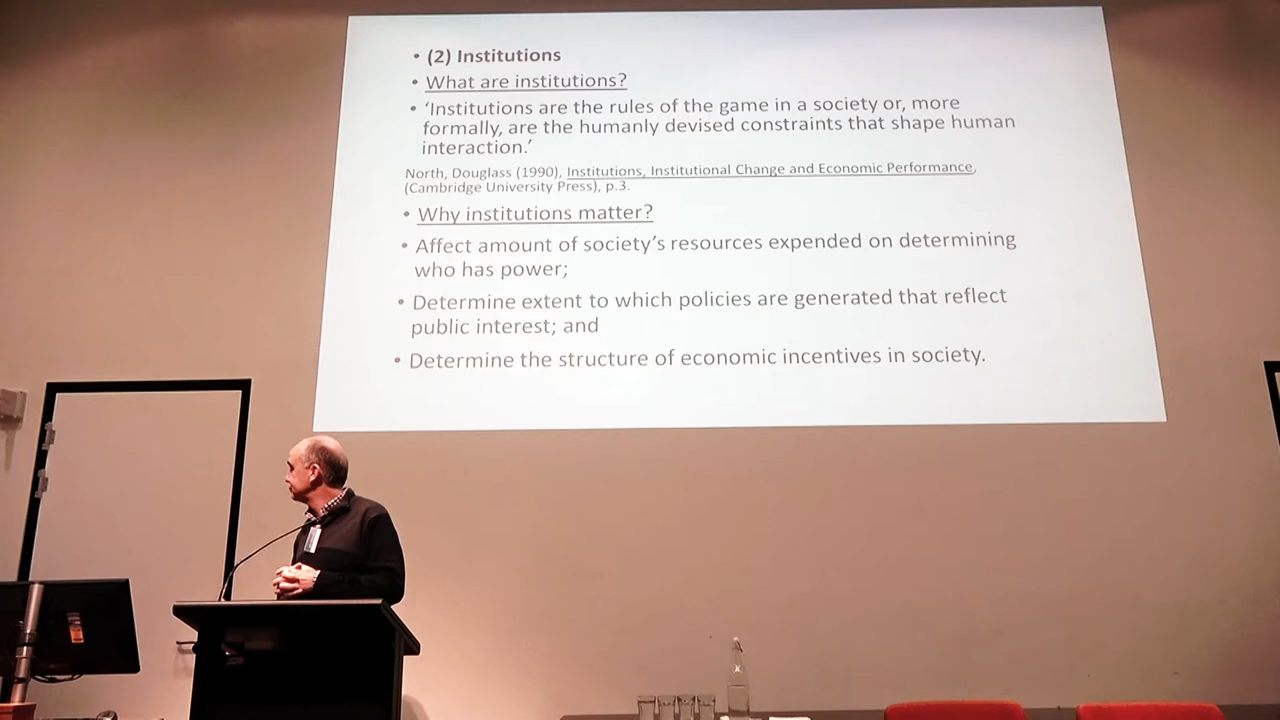 • (2) Institutions
• What are institutions?
• ‘Institutions are the rules of the game in a society or, more
formally, are the humanly devised constraints that shape human
interaction.’
North, Douglass (1990), Institutions, Institutional Change and Economic Performance,
(Cambridge University Press), p.3.
• Why institutions matter?
• Affect amount of society’s resources expended on determining
who has power;
• Determine extent to which policies are generated that reflect
public interest; and
• Determine the structure of economic incentives in society.